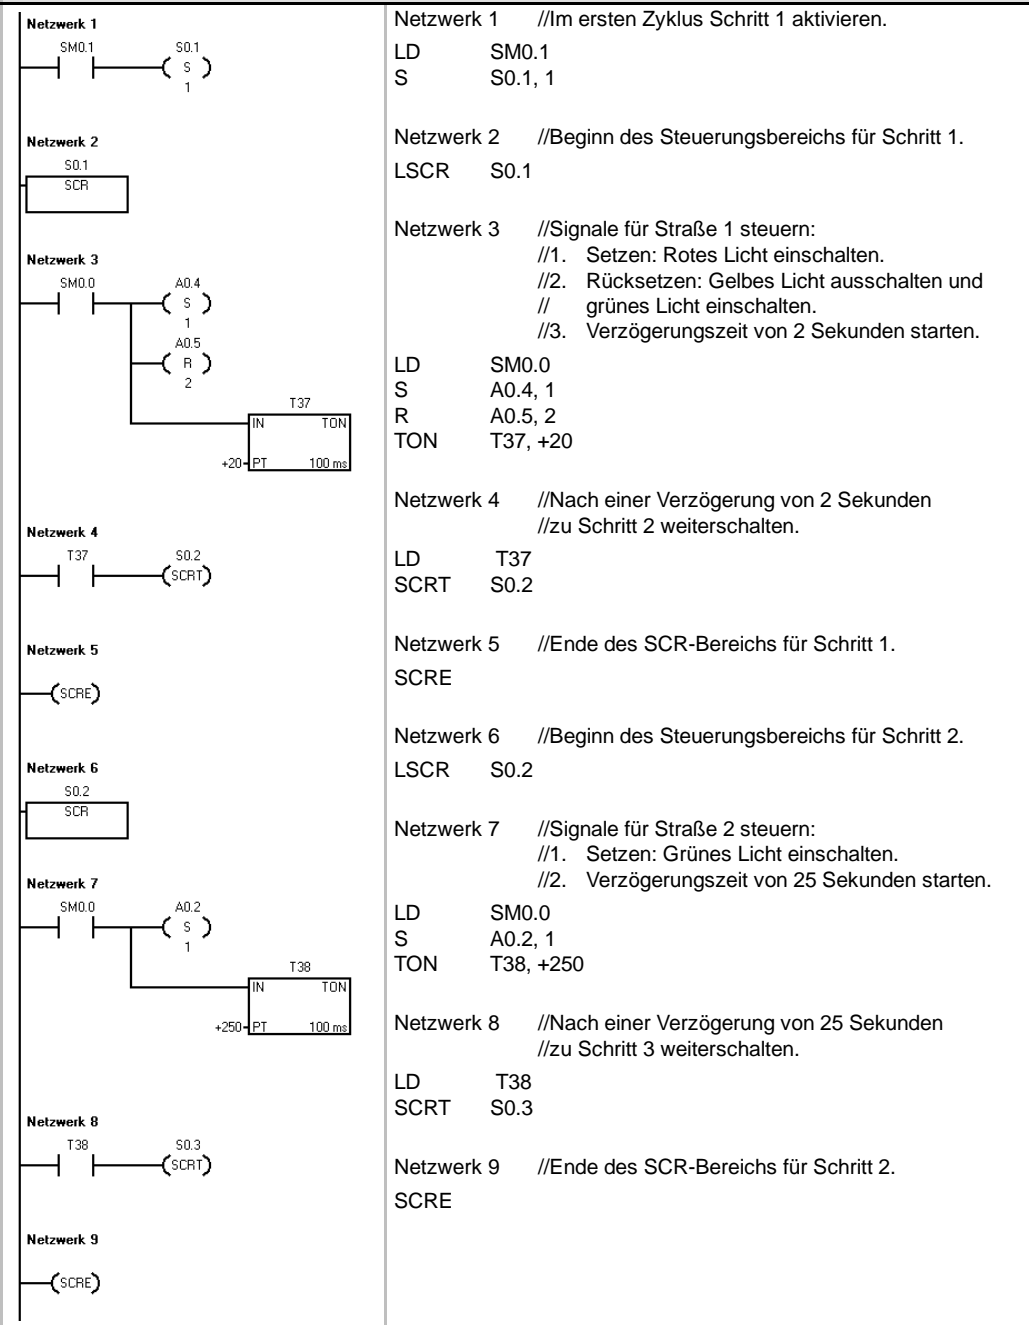 Netzwerk 1
SM0.1 S0.1
S
1
Netzwerk 2
S0.1
SCR
Netzwerk 3
SM0.0 A0.4
S
1
A0.5
R
2
T37
IN TON
+20 PT 100 ms
Netzwerk 4
T37 S0.2
SCRT
Netzwerk 5
SCRE
Netzwerk 6
S0.2
SCR
Netzwerk 7
SM0.0 A0.2
S
1
T38
IN TON
+250 PT 100 ms
Netzwerk 8
T38 S0.3
SCRT
Netzwerk 9
SCRE
Netzwerk 1 //Im ersten Zyklus Schritt 1 aktivieren.
LD SM0.1
S S0.1, 1
Netzwerk 2 //Beginn des Steuerungsbereichs für Schritt 1.
LSCR S0.1
Netzwerk 3 //Signale für Straße 1 steuern:
//1. Setzen: Rotes Licht einschalten.
//2. Rücksetzen: Gelbes Licht ausschalten und
// grünes Licht einschalten.
//3. Verzögerungszeit von 2 Sekunden starten.
LD SM0.0
S A0.4, 1
R A0.5, 2
TON T37, +20
Netzwerk 4 //Nach einer Verzögerung von 2 Sekunden
//zu Schritt 2 weiterschalten.
LD T37
SCRT S0.2
Netzwerk 5 //Ende des SCR-Bereichs für Schritt 1.
SCRE
Netzwerk 6 //Beginn des Steuerungsbereichs für Schritt 2.
LSCR S0.2
Netzwerk 7 //Signale für Straße 2 steuern:
//1. Setzen: Grünes Licht einschalten.
//2. Verzögerungszeit von 25 Sekunden starten.
LD SM0.0
S A0.2, 1
TON T38, +250
Netzwerk 8 //Nach einer Verzögerung von 25 Sekunden
//zu Schritt 3 weiterschalten.
LD T38
SCRT S0.3
Netzwerk 9 //Ende des SCR-Bereichs für Schritt 2.
SCRE